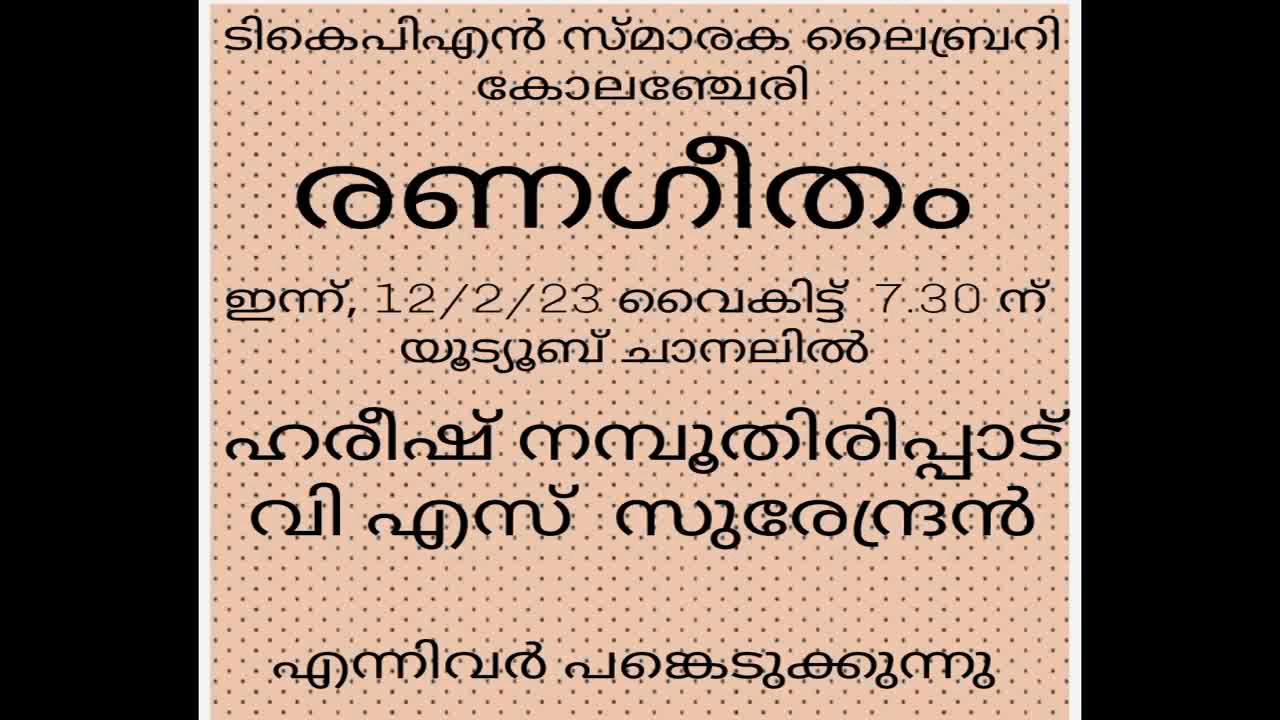 ടികെപിഎൻ സ്മാരക ലൈബ്രറി
കോലഞ്ചേരി
രണഗീതം
ഇന്ന്, 12/2/23 വൈകിട്ട് 7.30 ന്
യൂട്യൂബ് ചാനലിൽ
ഹരീഷ് നമ്പൂതിരിപ്പാട്
വി എസ് സുരേന്ദ്രൻ
എന്നിവർ പങ്കെടുക്കുന്നു